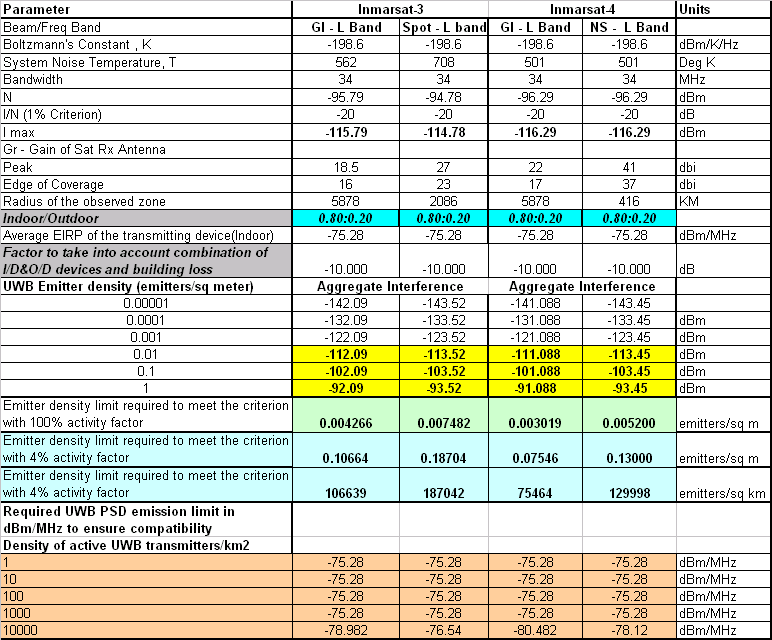 Parameter Inmarsat-3 Inmarsat-4 Units
Beam/Freq Band GI - L Band Spot - L band GI - L Band NS - L Band
Boltzmann's Constant , K -198.6 -198.6 -198.6 -198.6 dBm/K/Hz
System Noise Temperature, T 562 708 501 501 Deg K
Bandwidth 34 34 34 34 MHz
N -95.79 -94.78 -96.29 -96.29 dBm
I/N (1% Criterion) -20 -20 -20 -20 dB
I max -115.79 -114.78 -116.29 -116.29 dBm
Gr - Gain of Sat Rx Antenna
Peak 18.5 27 22 41 dbi
Edge of Coverage 16 23 17 37 dbi
Radius of the observed zone 5878 2086 5878 416 KM
Indoor/Outdoor 0.80:0.20 0.80:0.20 0.80:0.20 0.80:0.20
Average EIRP of the transmitting device(Indoor) -75.28 -75.28 -75.28 -75.28 dBm/MHz
Factor to take into account combination of
I/D&O/D devices and building loss -10.000 -10.000 -10.000 -10.000 dB
UWB Emitter density (emitters/sq meter) Aggregate Interference Aggregate Interference
0.00001 -142.09 -143.52 -141.088 -143.45
0.0001 -132.09 -133.52 -131.088 -133.45 dBm
0.001 -122.09 -123.52 -121.088 -123.45 dBm
0.01 -112.09 -113.52 -111.088 -113.45 dBm
0.1 -102.09 -103.52 -101.088 -103.45 dBm
1 -92.09 -93.52 -91.088 -93.45 dBm
Emitter density limit required to meet the criterion
with 100% activity factor 0.004266 0.007482 0.003019 0.005200 emitters/sq m
Emitter density limit required to meet the criterion
with 4% activity factor 0.10664 0.18704 0.07546 0.13000 emitters/sq m
Emitter density limit required to meet the criterion
with 4% activity factor 106639 187042 75464 129998 emitters/sq km
Required UWB PSD emission limit in
dBm/MHz to ensure compatibility
Density of active UWB transmitters/km2
1 -75.28 -75.28 -75.28 -75.28 dBm/MHz
10 -75.28 -75.28 -75.28 -75.28 dBm/MHz
100 -75.28 -75.28 -75.28 -75.28 dBm/MHz
1000 -75.28 -75.28 -75.28 -75.28 dBm/MHz
10000 -78.982 -76.54 -80.482 -78.12 dBm/MHz